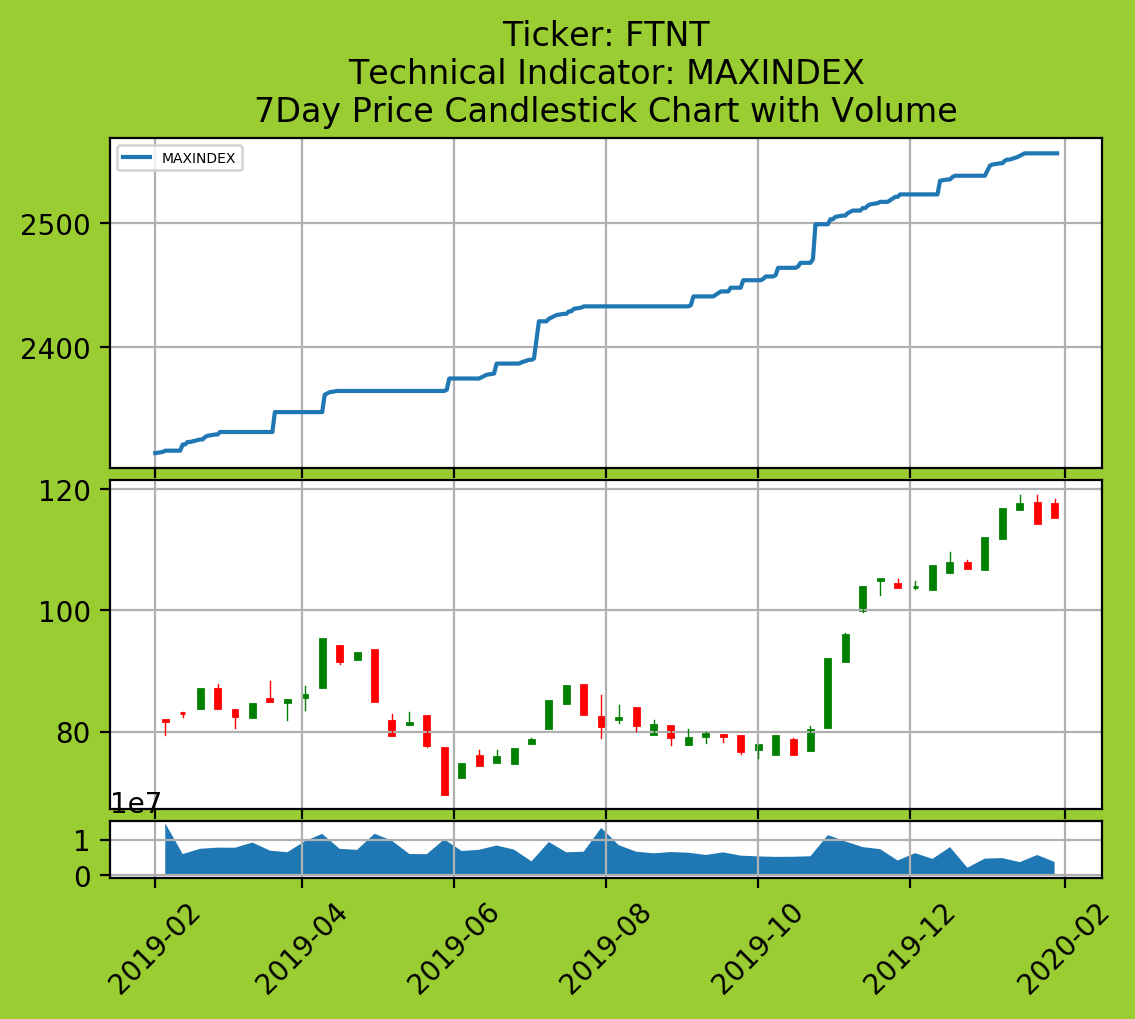 Ticker: FTNT
Technical Indicator: MAXINDEX
7Day Price Candlestick Chart with Volume
MAXINDEX
2500
2400
120
100
80
1e7
1
0
2019-02
2019-04
2019-06
2019-08
2019-10
2019-12
2020-02